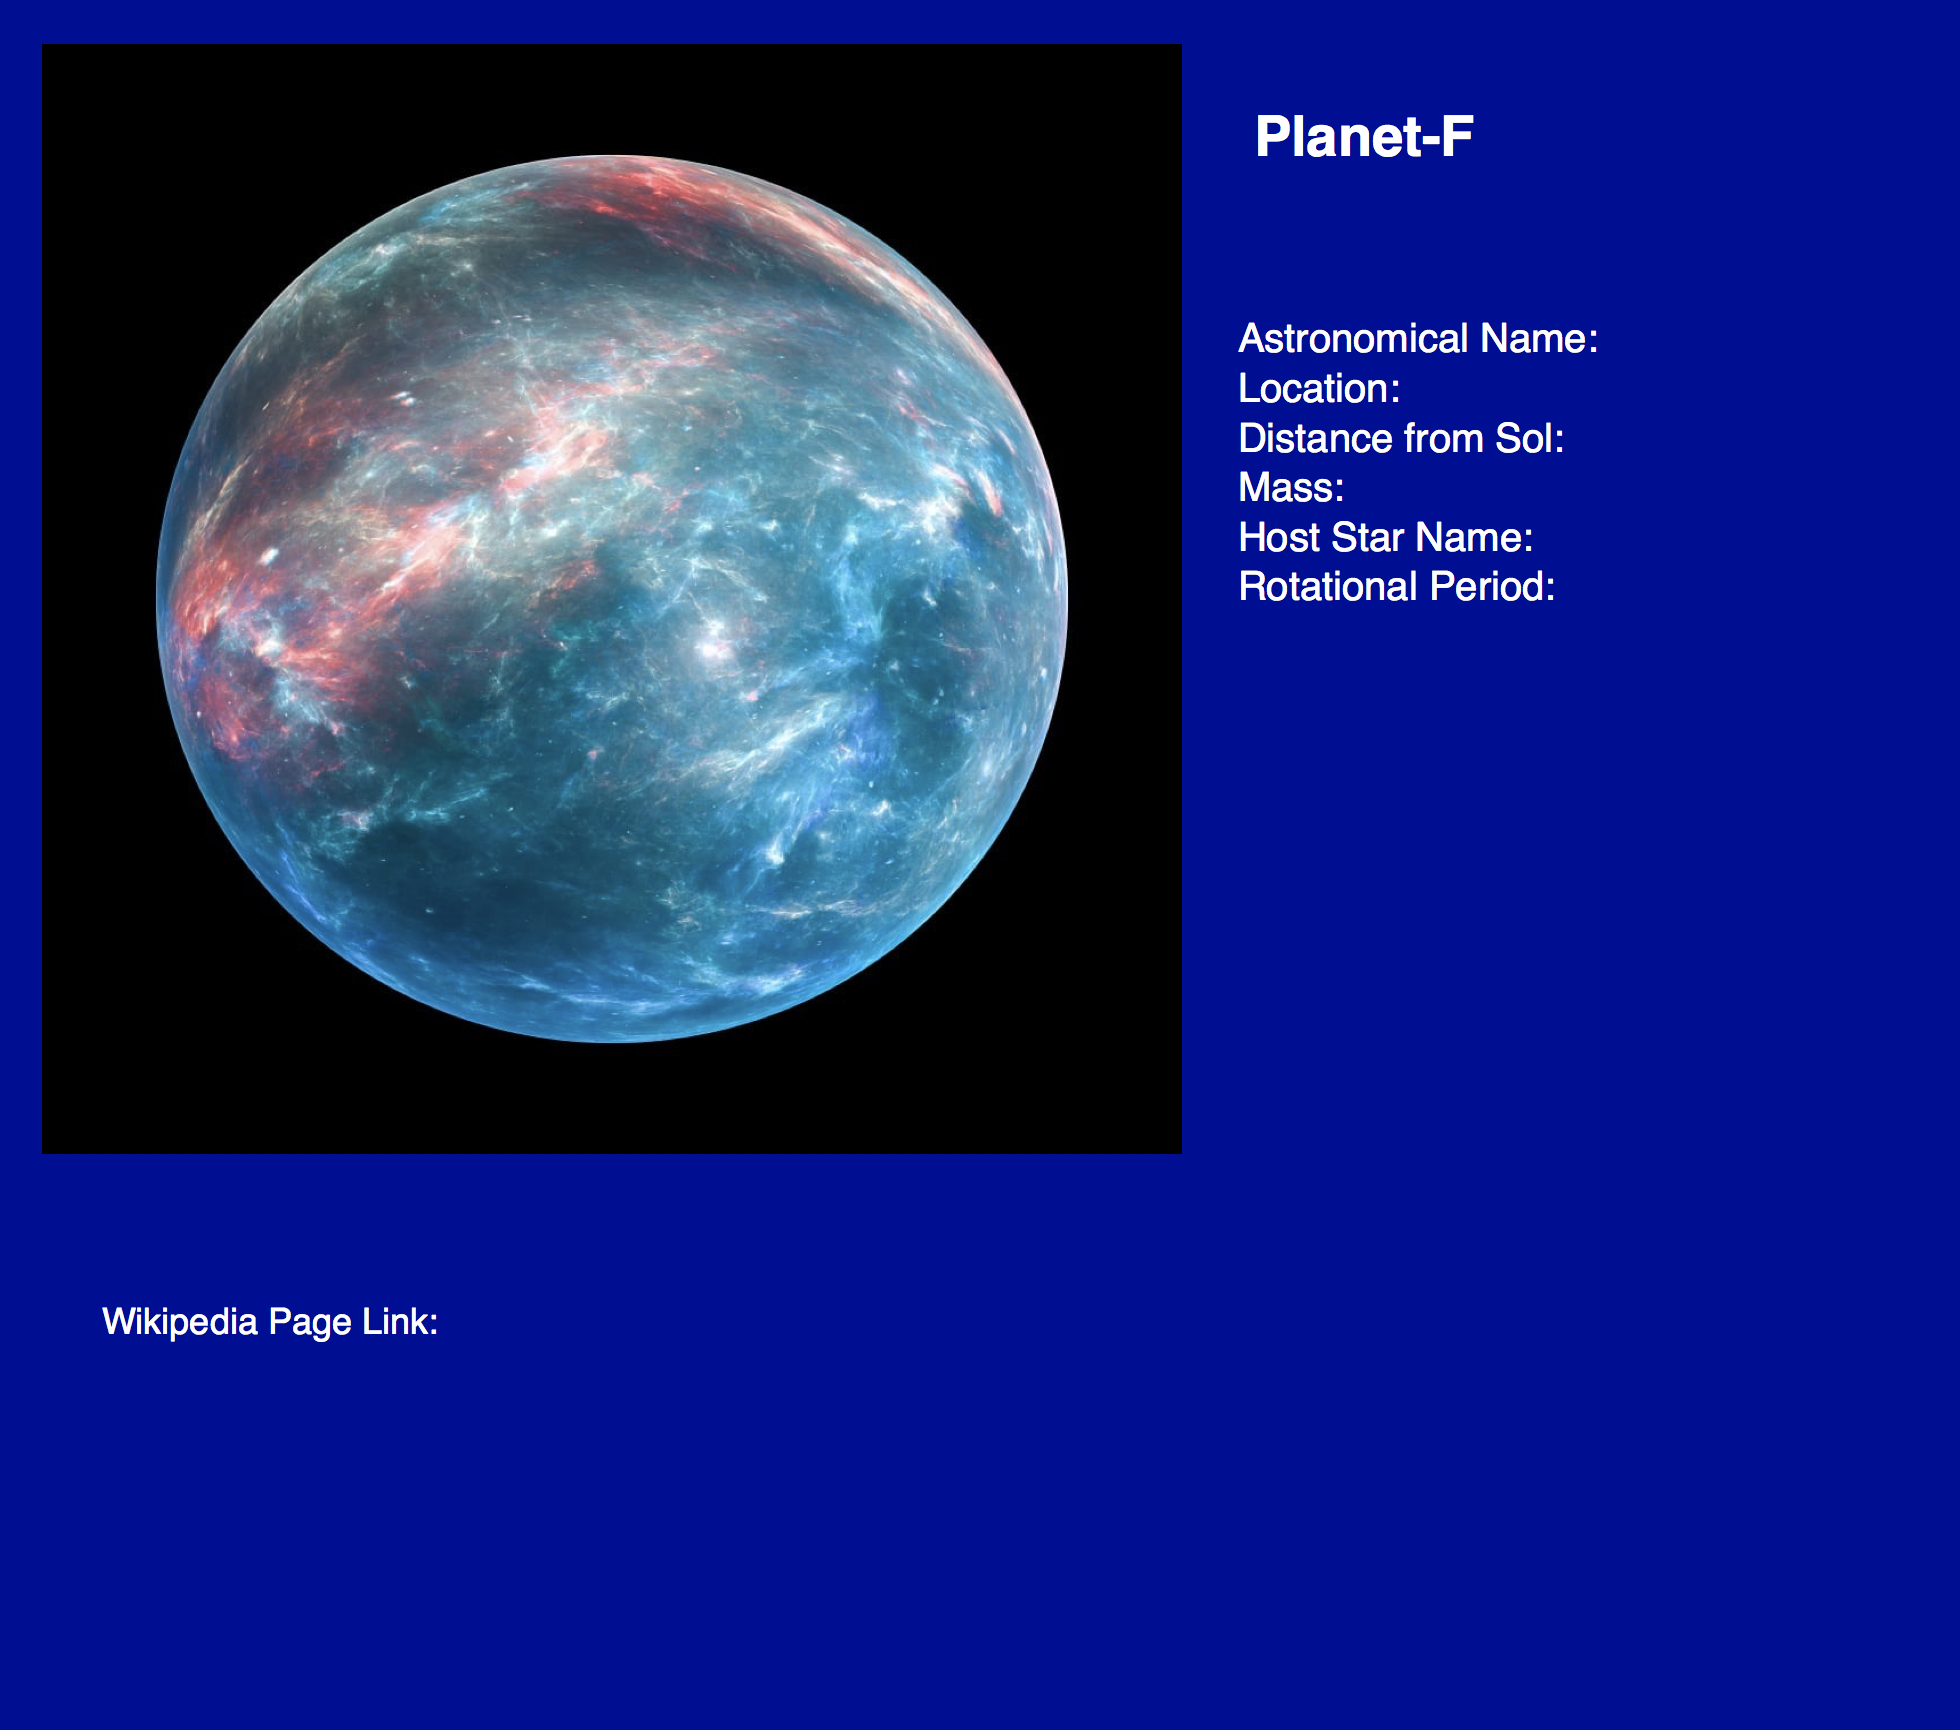 Planet-F
Astronomical Name:
Location:
Distance from Sol:
Mass:
Host Star Name:
Rotational Period:
Wikipedia Page Link: